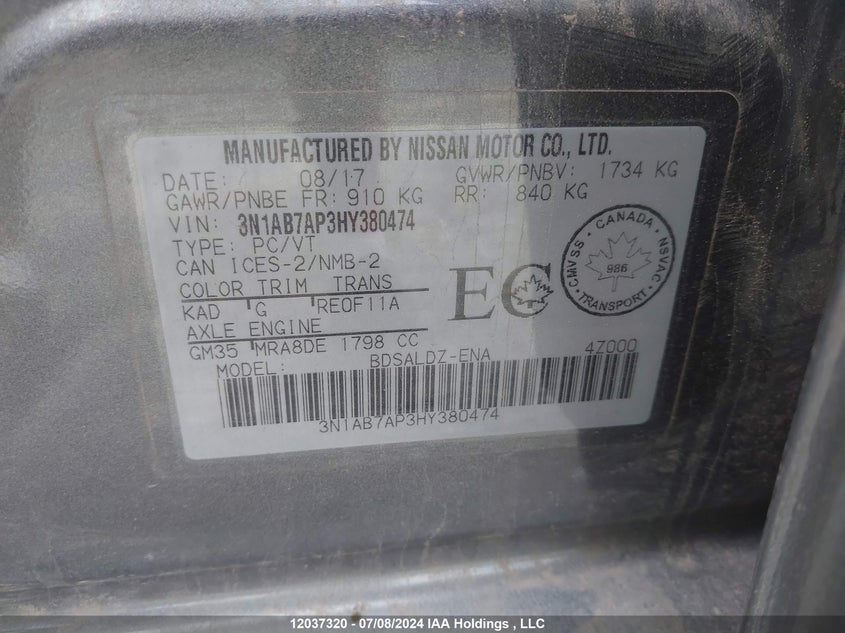 MANUFACTURED BY NISSAN MOTOR CO., LTD.
DATE: 08/17 GVWR/PNBV: 1734 KG
GAWR/PNBE FR: 910 KG RR: 840 KG
VIN: 3N1AB7AP3HY380474
TYPE: PC/VT
CAN ICES-2/NMB-2
COLOR TRIM TRANS
KAD G RE0F11A
AXLE ENGINE
GM35 MRA8DE 1798 CC
MODEL: BDSALDZ-ENA 4Z000
3N1AB7AP3HY380474
EC
CANADA
CMVSS
986
NSVAC
TRANSPORT
12037320 - 07/08/2024 IAA Holdings , LLC